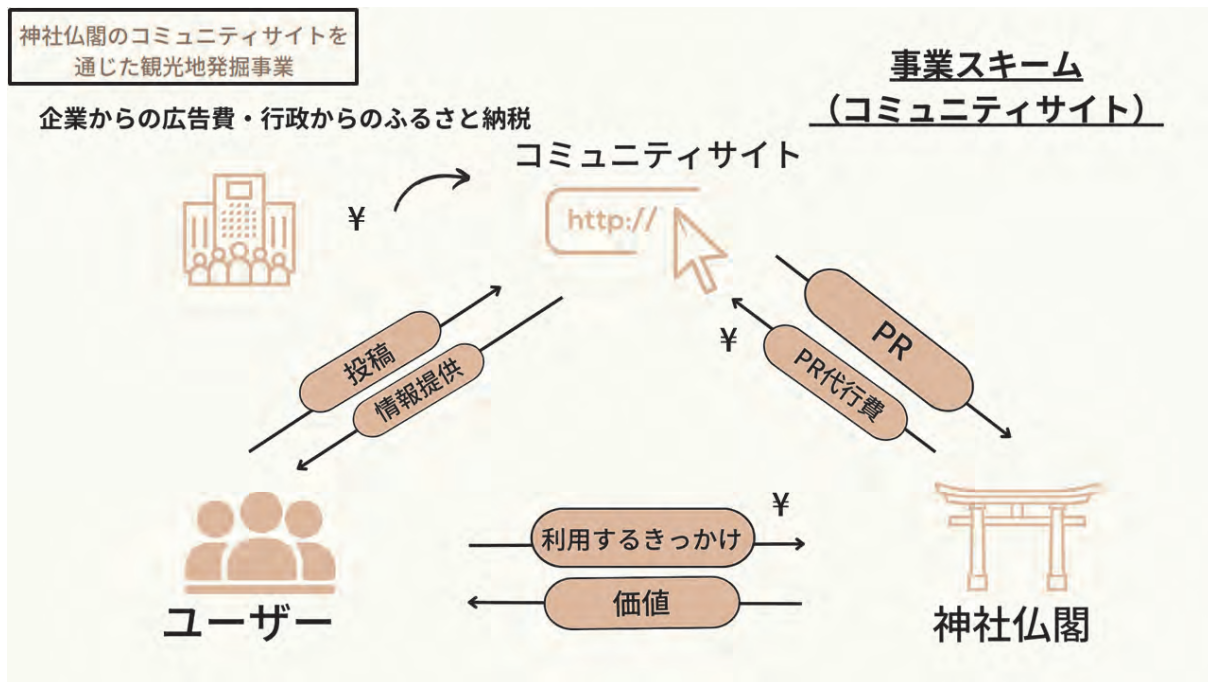 神社仏閣のコミュニティサイトを
通じた観光地発掘事業
事業スキーム
（コミュニティサイト）
企業からの広告費・行政からのふるさと納税
コミュニティサイト
¥
http://
投稿
情報提供
PR
¥
PR代行費
¥
利用するきっかけ
価値
ユーザー
神社仏閣